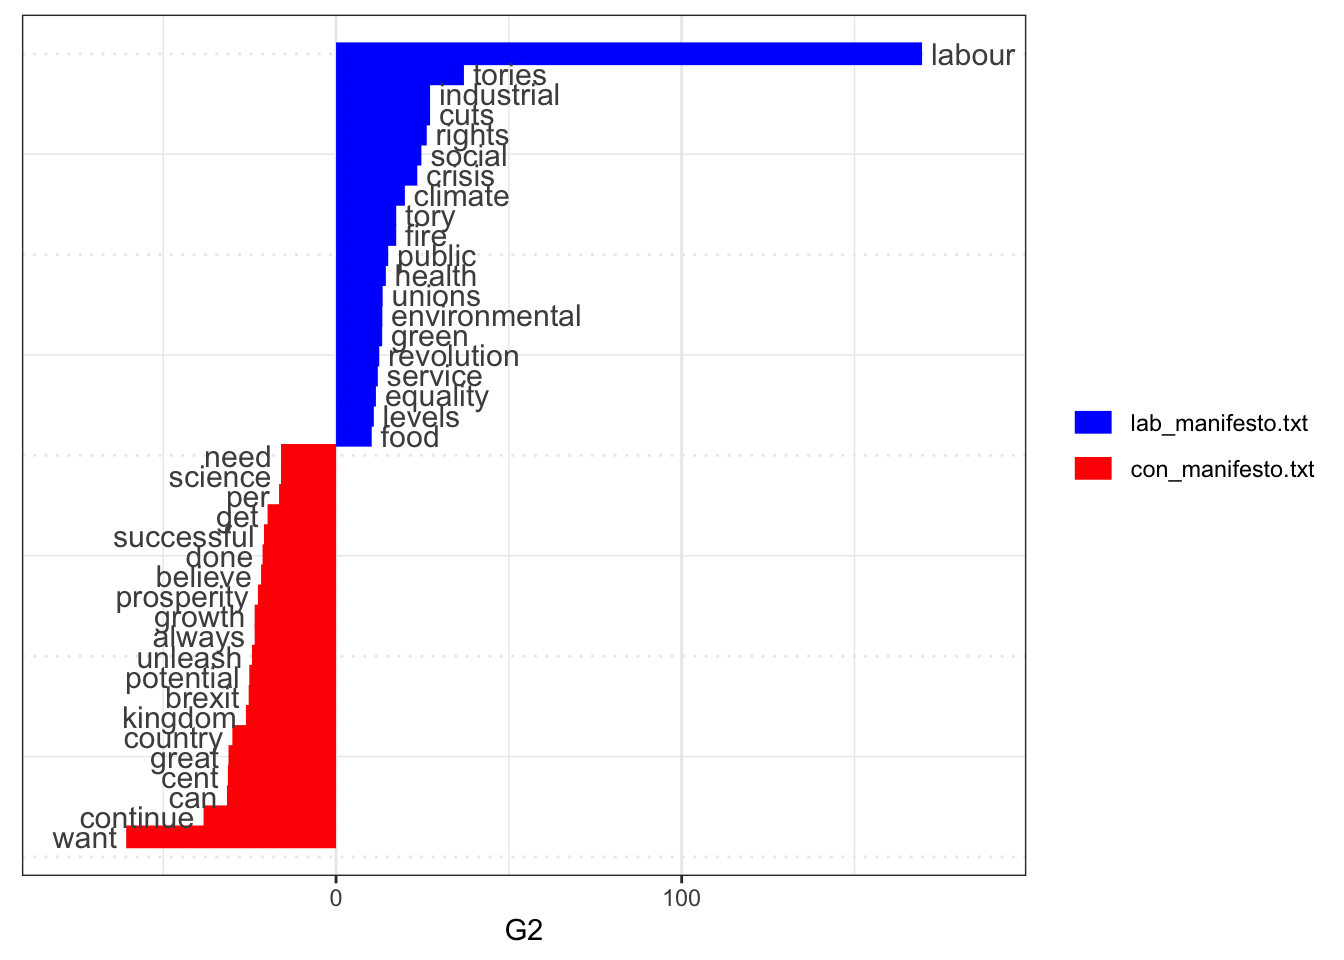 labour
tories
industrial
cuts
rights
social
crisis
climate
tory
fire
public
health
unions
environmental
green
revolution
service
equality
levels
food
need
science
per
get
successful
done
believe
prosperity
growth
always
unleash
potential
brexit
kingdom
country
great
cent
can
continue
want
lab_manifesto.txt
con_manifesto.txt
0 100
G2